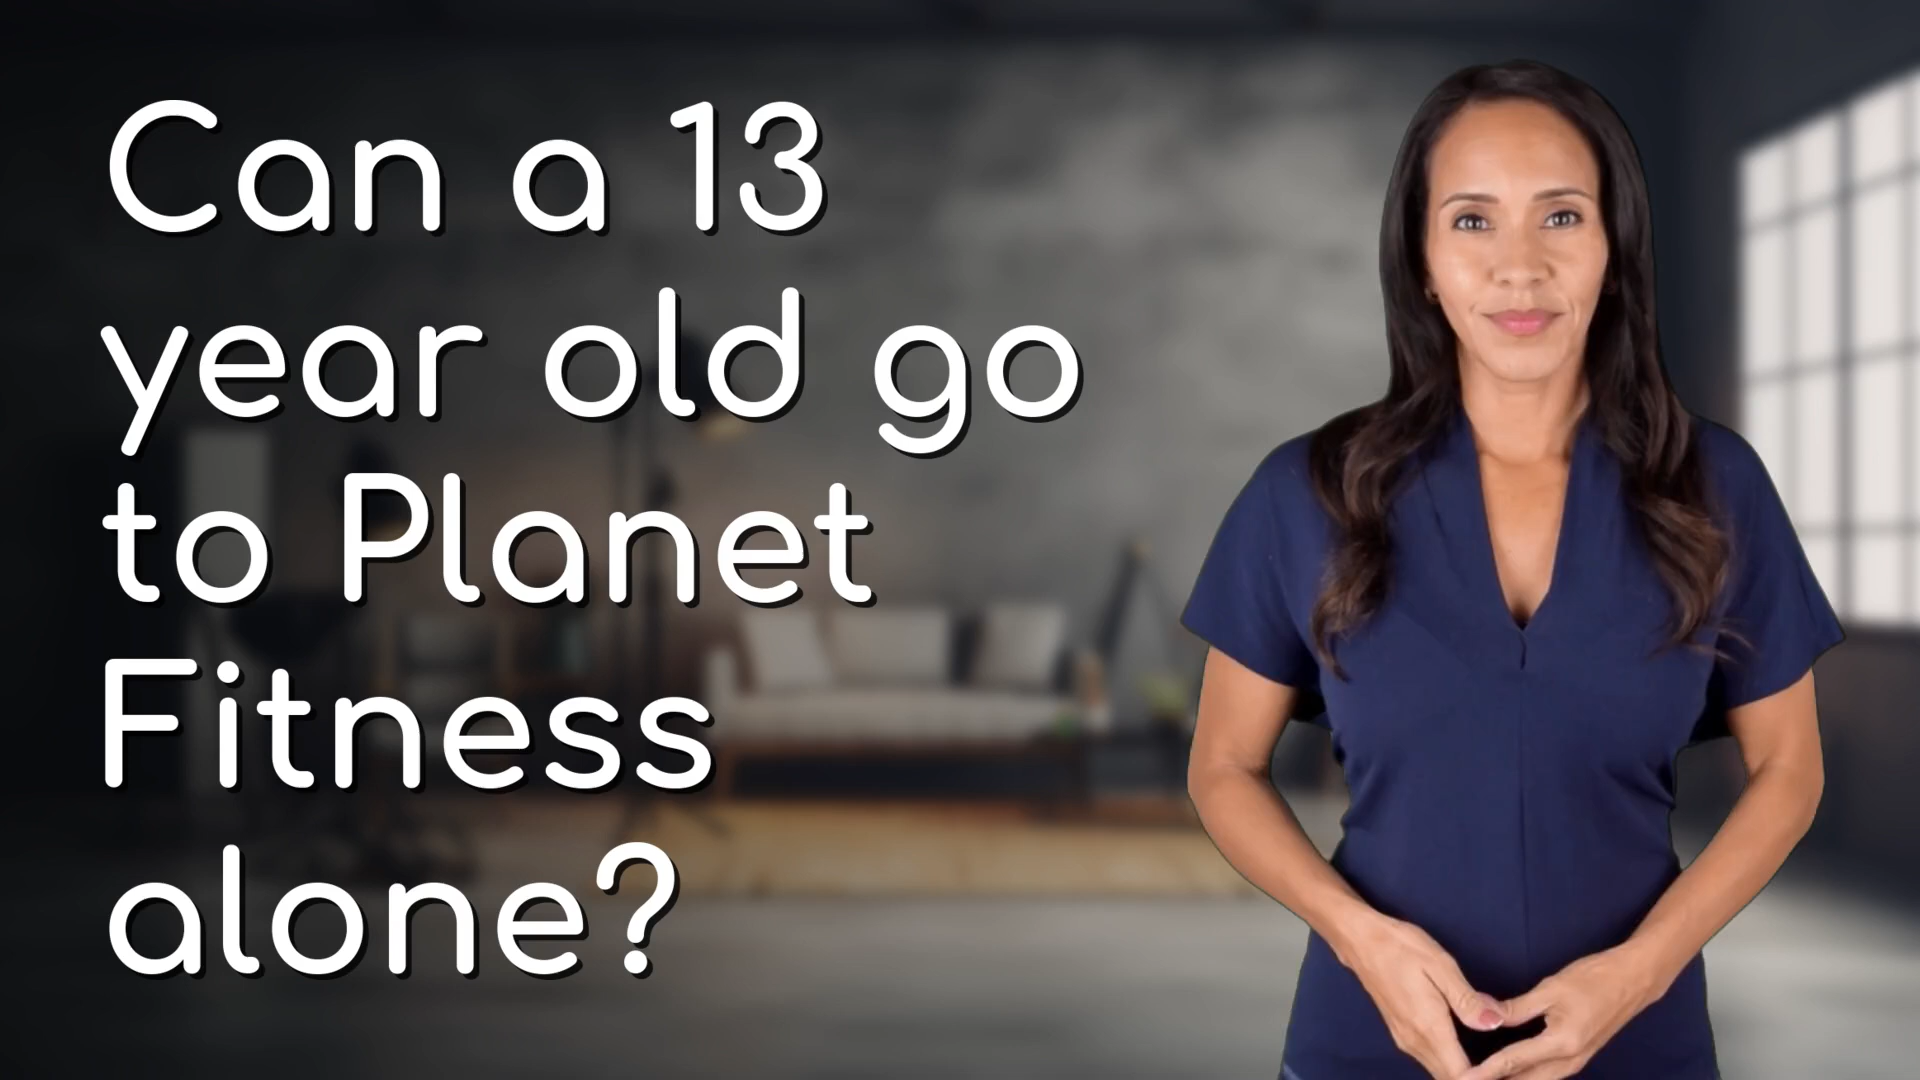 Can a 13
year old go
to Planet
Fitness
alone?